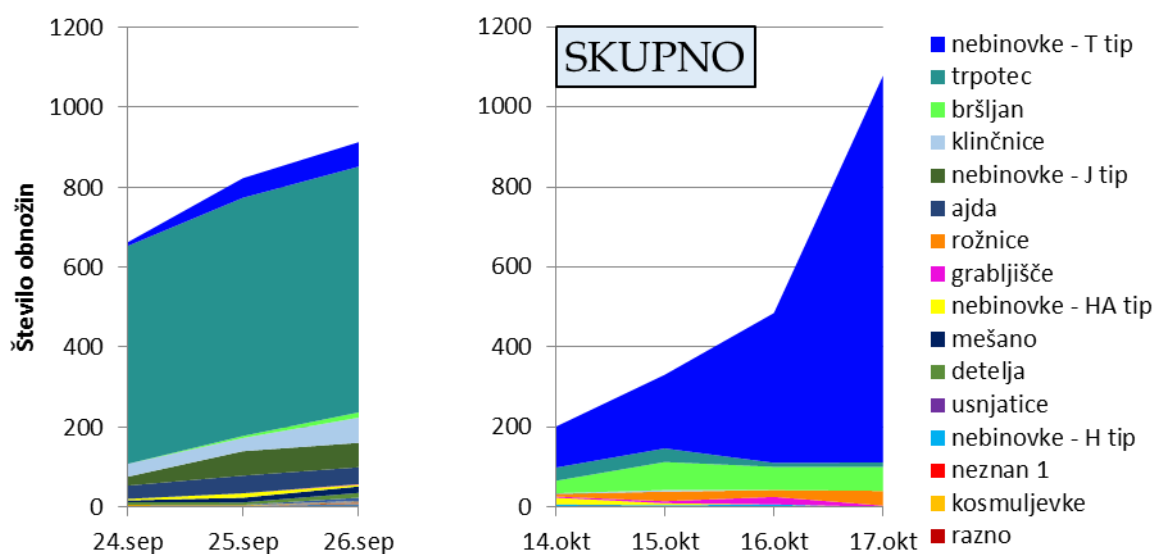 Število obnožin
1200
1000
800
600
400
200
0
24.sep
25.sep
26.sep
1200
1000
800
600
400
200
0
14.okt
15.okt
16.okt
17.okt
SKUPNO
nebinovke - T tip
trpotec
bršljan
klinčnice
nebinovke - J tip
ajda
rožnice
grabljišče
nebinovke - HA tip
mešano
detelja
usnjatice
nebinovke - H tip
neznan 1
kosmuljevke
razno